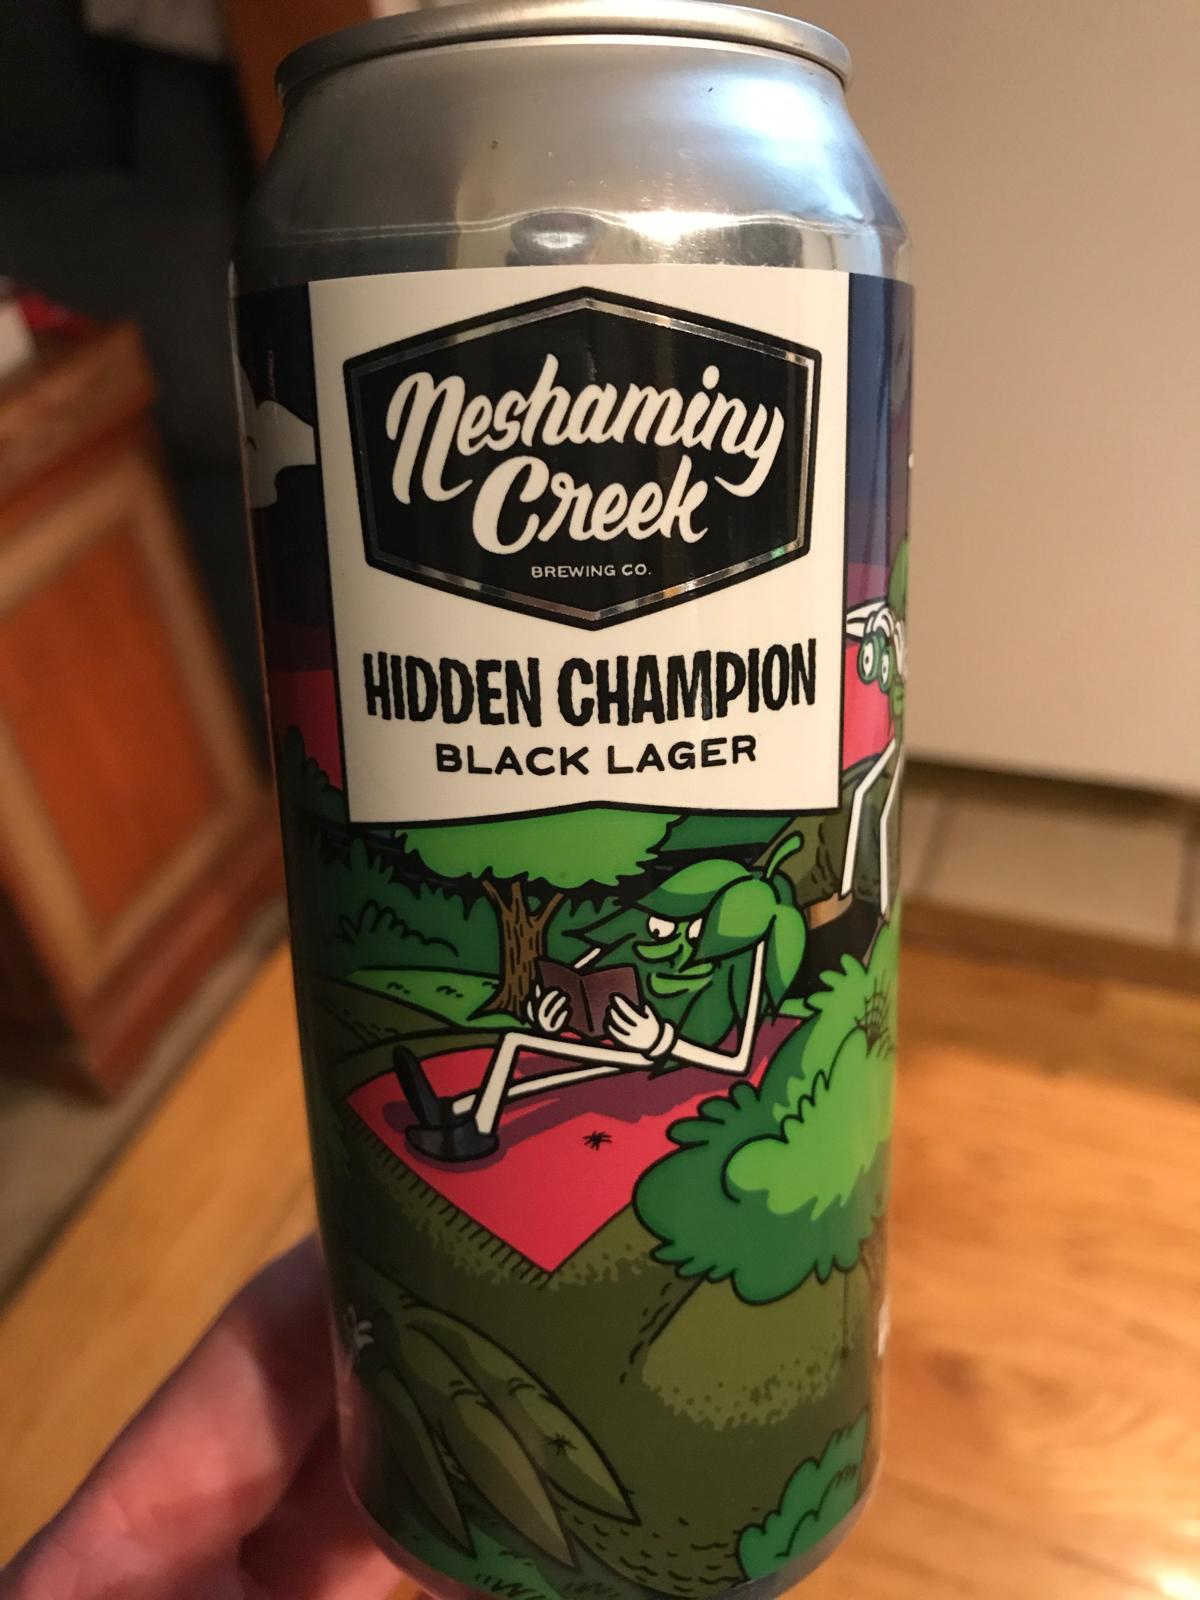 Neshaminy
Creek
BREWING CO.
HIDDEN CHAMPION
BLACK LAGER